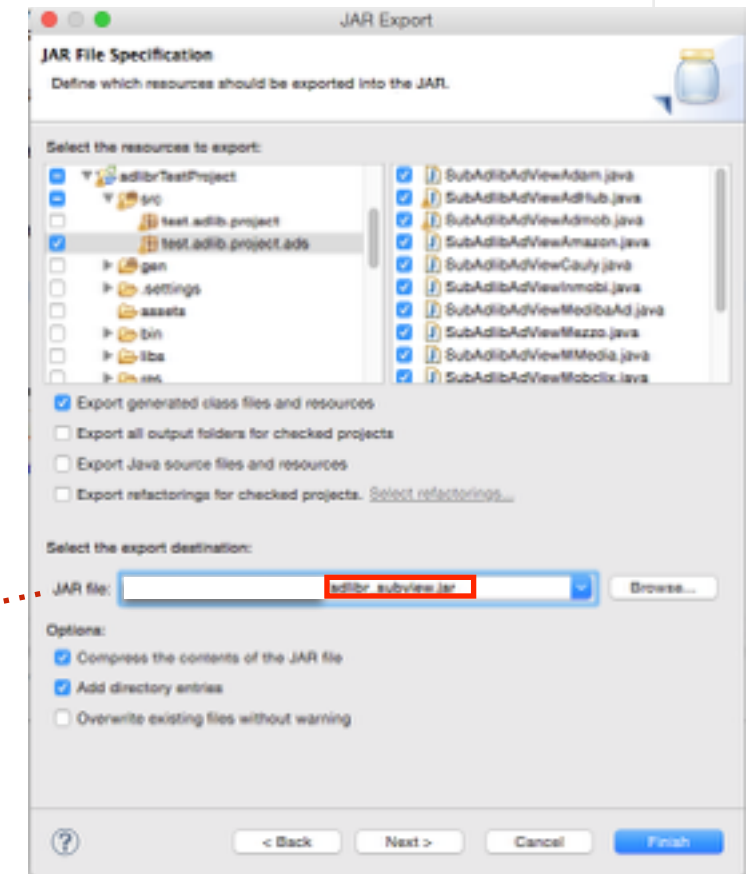 JAR Export
JAR File Specification
Define which resources should be exported into the JAR.
Select the resources to export:
adlibrTestProject
src
test.adlib.project
test.adlib.project.ads
gen
.settings
assets
bin
libs
res
SubAdlibAdViewAdam.java
SubAdlibAdViewAdHub.java
SubAdlibAdViewAdmob.java
SubAdlibAdViewAmazon.java
SubAdlibAdViewCauly.java
SubAdlibAdViewInmobi.java
SubAdlibAdViewMedibaAd.java
SubAdlibAdViewMezzo.java
SubAdlibAdViewMMedia.java
SubAdlibAdViewMobclix.java
Export generated class files and resources
Export all output folders for checked projects
Export Java source files and resources
Export refactorings for checked projects. Select refactorings...
Select the export destination:
JAR file: adlibr_subview.jar Browse...
Options:
Compress the contents of the JAR file
Add directory entries
Overwrite existing files without warning
? < Back Next > Cancel Finish